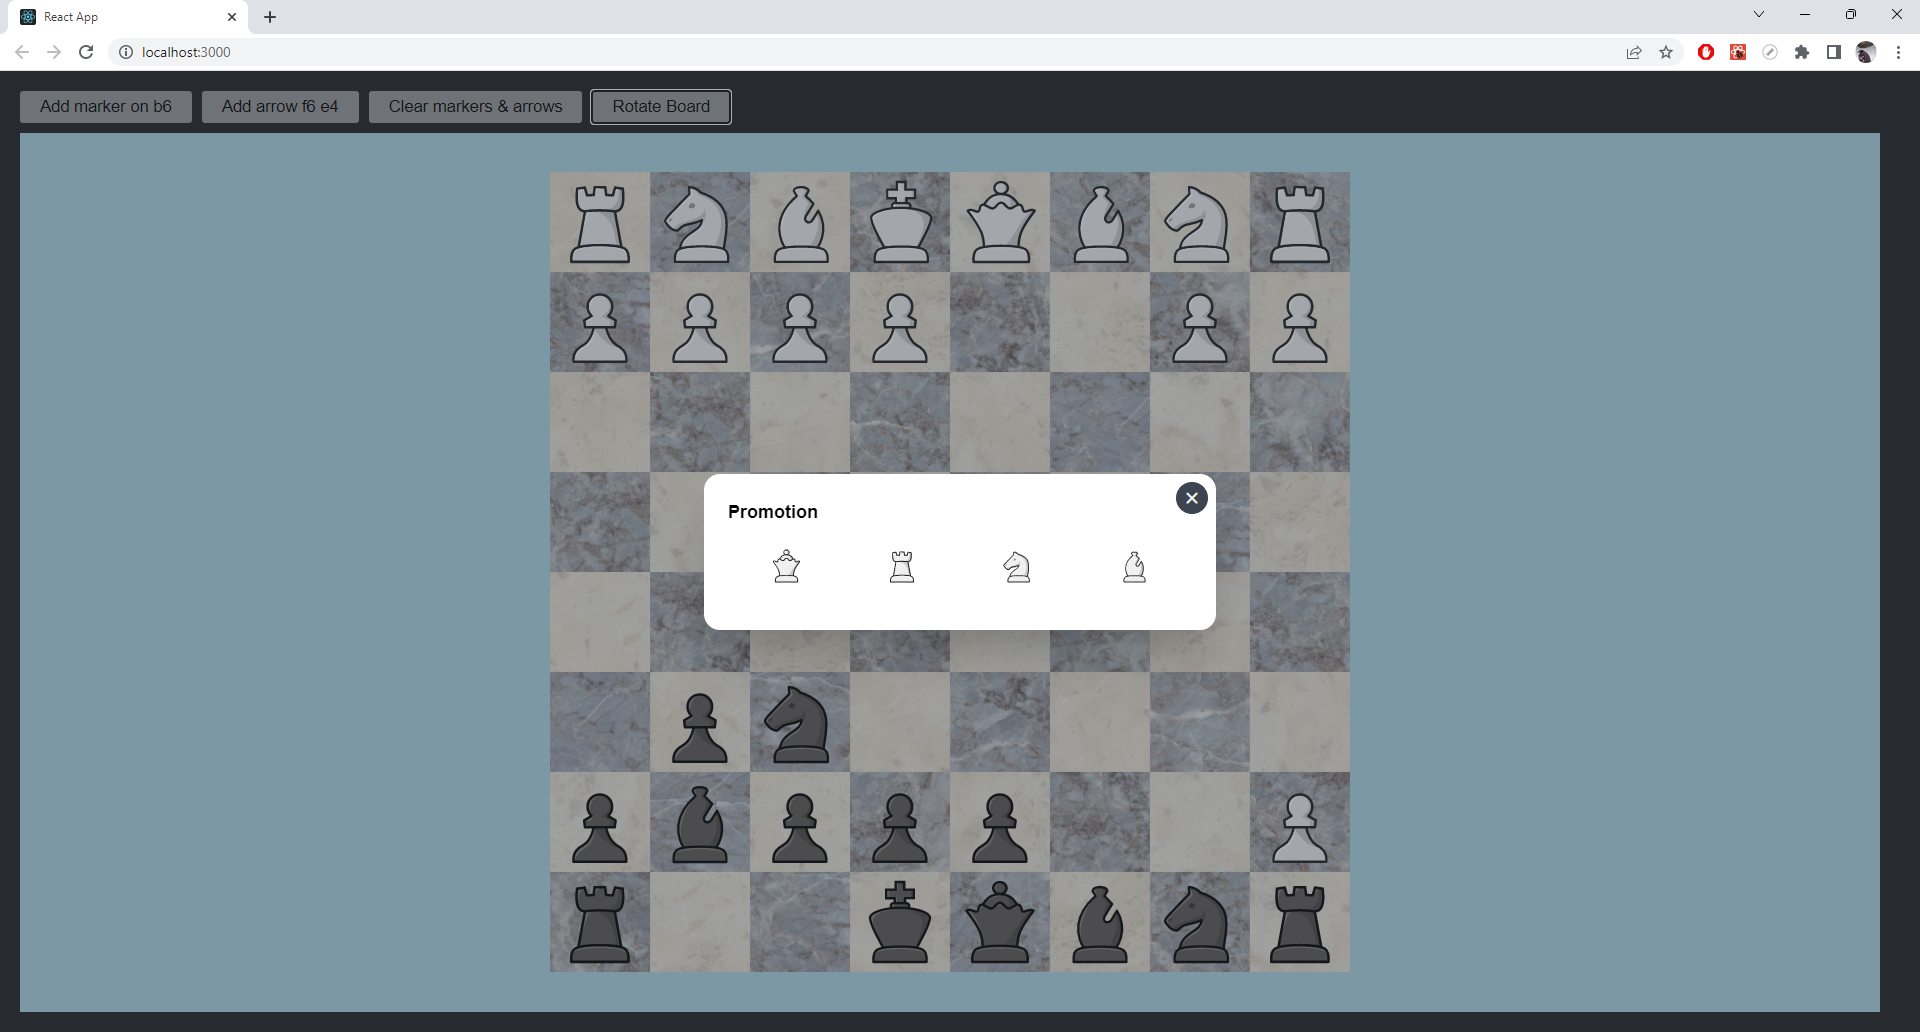 React App
localhost:3000
Add marker on b6
Add arrow f6 e4
Clear markers & arrows
Rotate Board
Promotion